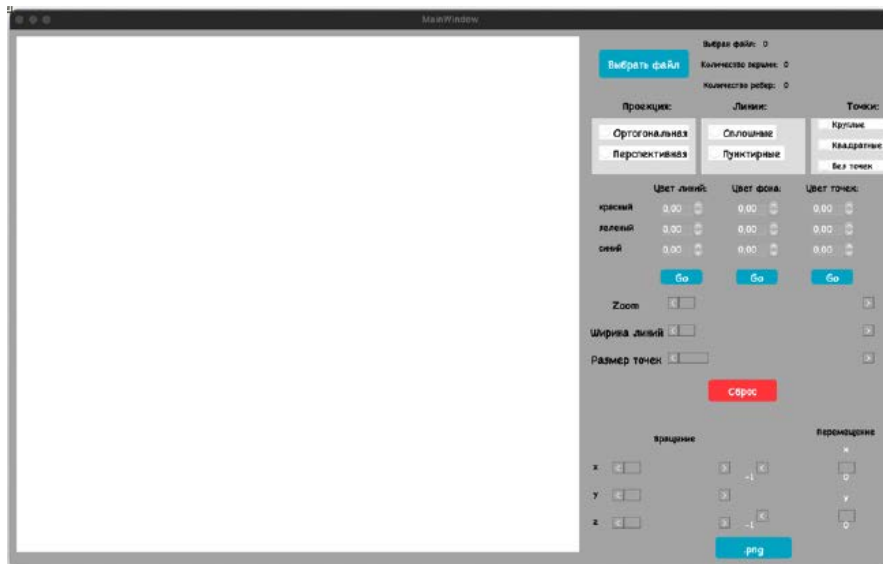 MainWindow
Выбрать файл
Выбран файл: 0
Количество вершин: 0
Количество ребер: 0
Проекция: Линии: Точки:
Ортогональная Сплошные Круглые
Перспективная Пунктирные Квадратные
Без точек
Цвет линий: Цвет фона: Цвет точек:
красный 0,00 0,00 0,00
зеленый 0,00 0,00 0,00
синий 0,00 0,00 0,00
Go Go Go
Zoom < >
Ширина линий < >
Размер точек < >
Сброс
Вращение Перемещение
x
x < > -1 < 0
y < > y
z < > -1 < 0
.png